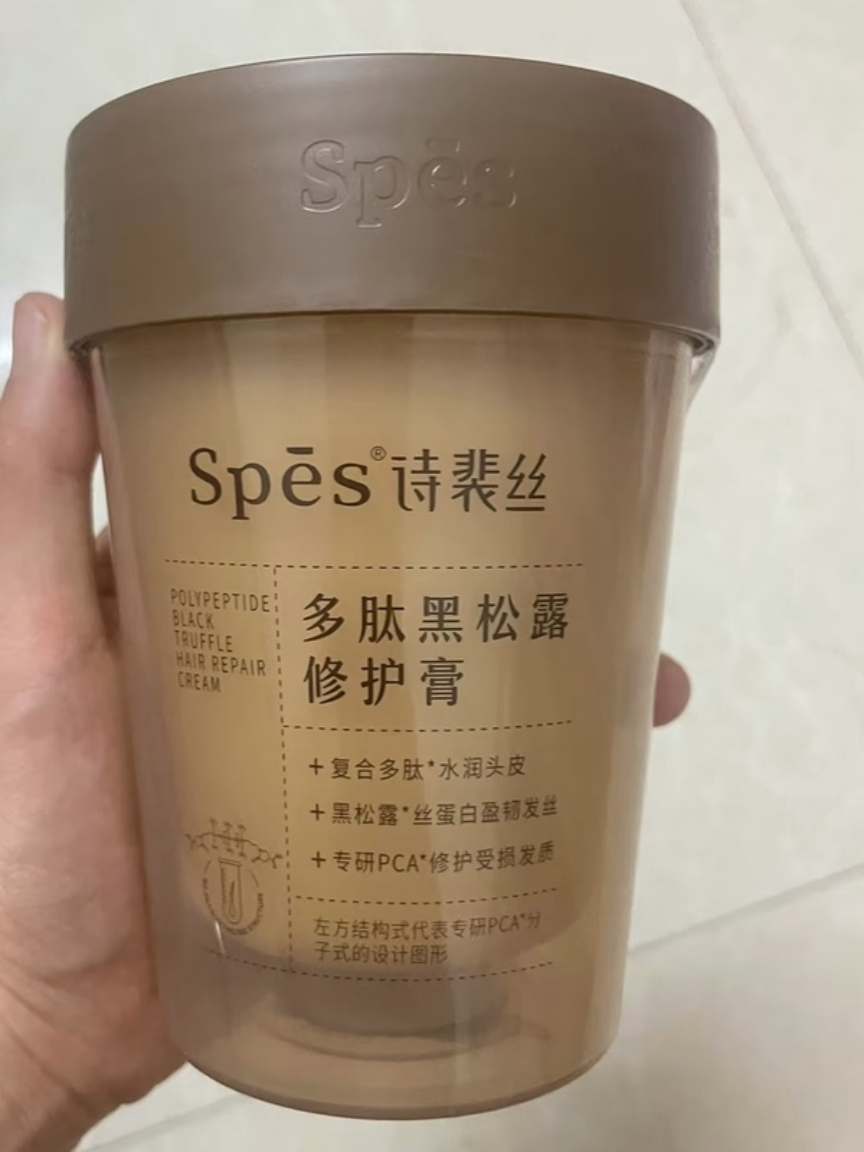 Spēs
Spēs®诗裴丝
POLYPEPTIDE
BLACK
TRUFFLE
HAIR REPAIR
CREAM
多肽黑松露
修护膏
+复合多肽*水润头皮
+黑松露*丝蛋白盈韧发丝
+专研PCA*修护受损发质
左方结构式代表专研PCA*分
子式的设计图形